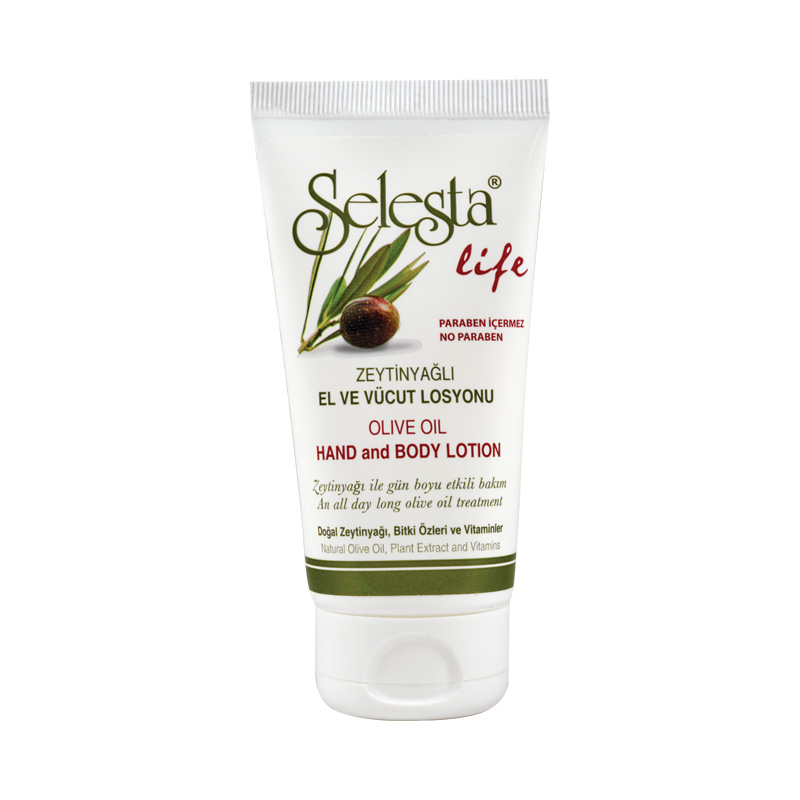 Selesta®
life
PARABEN İÇERMEZ
NO PARABEN
ZEYTİNYAĞLI
EL VE VÜCUT LOSYONU
OLIVE OIL
HAND and BODY LOTION
Zeytinyağı ile gün boyu etkili bakım
An all day long olive oil treatment
Doğal Zeytinyağı, Bitki Özleri ve Vitaminler
Natural Olive Oil, Plant Extract and Vitamins